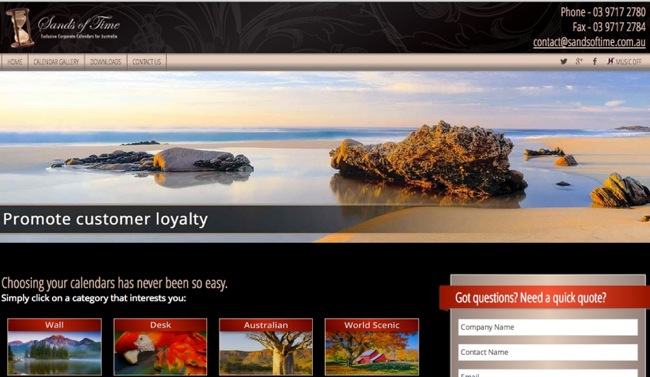 Sands of Time
Exclusive Corporate Calendars for Australia
Phone - 03 9717 2780
Fax - 03 9717 2784
contact@sandsoftime.com.au
HOME CALENDAR GALLERY DOWNLOADS CONTACT US
MUSIC OFF
Promote customer loyalty
Choosing your calendars has never been so easy.
Simply click on a category that interests you:
Wall Desk Australian World Scenic
Got questions? Need a quick quote?
Company Name
Contact Name
Email